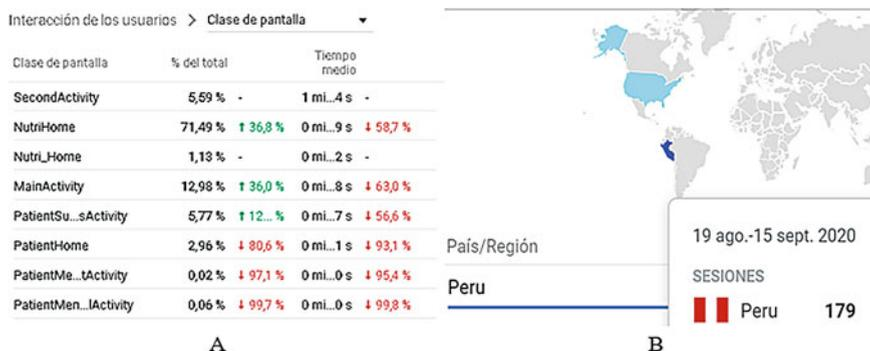 Interacción de los usuarios > Clase de pantalla
Clase de pantalla % del total Tiempo medio
SecondActivity 5,59 % - 1 mi...4 s -
NutriHome 71,49 % ↑ 36,8 % 0 mi...9 s ↓ 58,7 %
Nutri_Home 1,13 % - 0 mi...2 s -
MainActivity 12,98 % ↑ 36,0 % 0 mi...8 s ↓ 63,0 %
PatientSu...sActivity 5,77 % ↑ 12... % 0 mi...7 s ↓ 56,6 %
PatientHome 2,96 % ↓ 80,6 % 0 mi...1 s ↓ 93,1 %
PatientMe...tActivity 0,02 % ↓ 97,1 % 0 mi...0 s ↓ 95,4 %
PatientMen...lActivity 0,06 % ↓ 99,7 % 0 mi...0 s ↓ 99,8 %
A
País/Región
Peru
19 ago.-15 sept. 2020
SESIONES
Peru 179
B